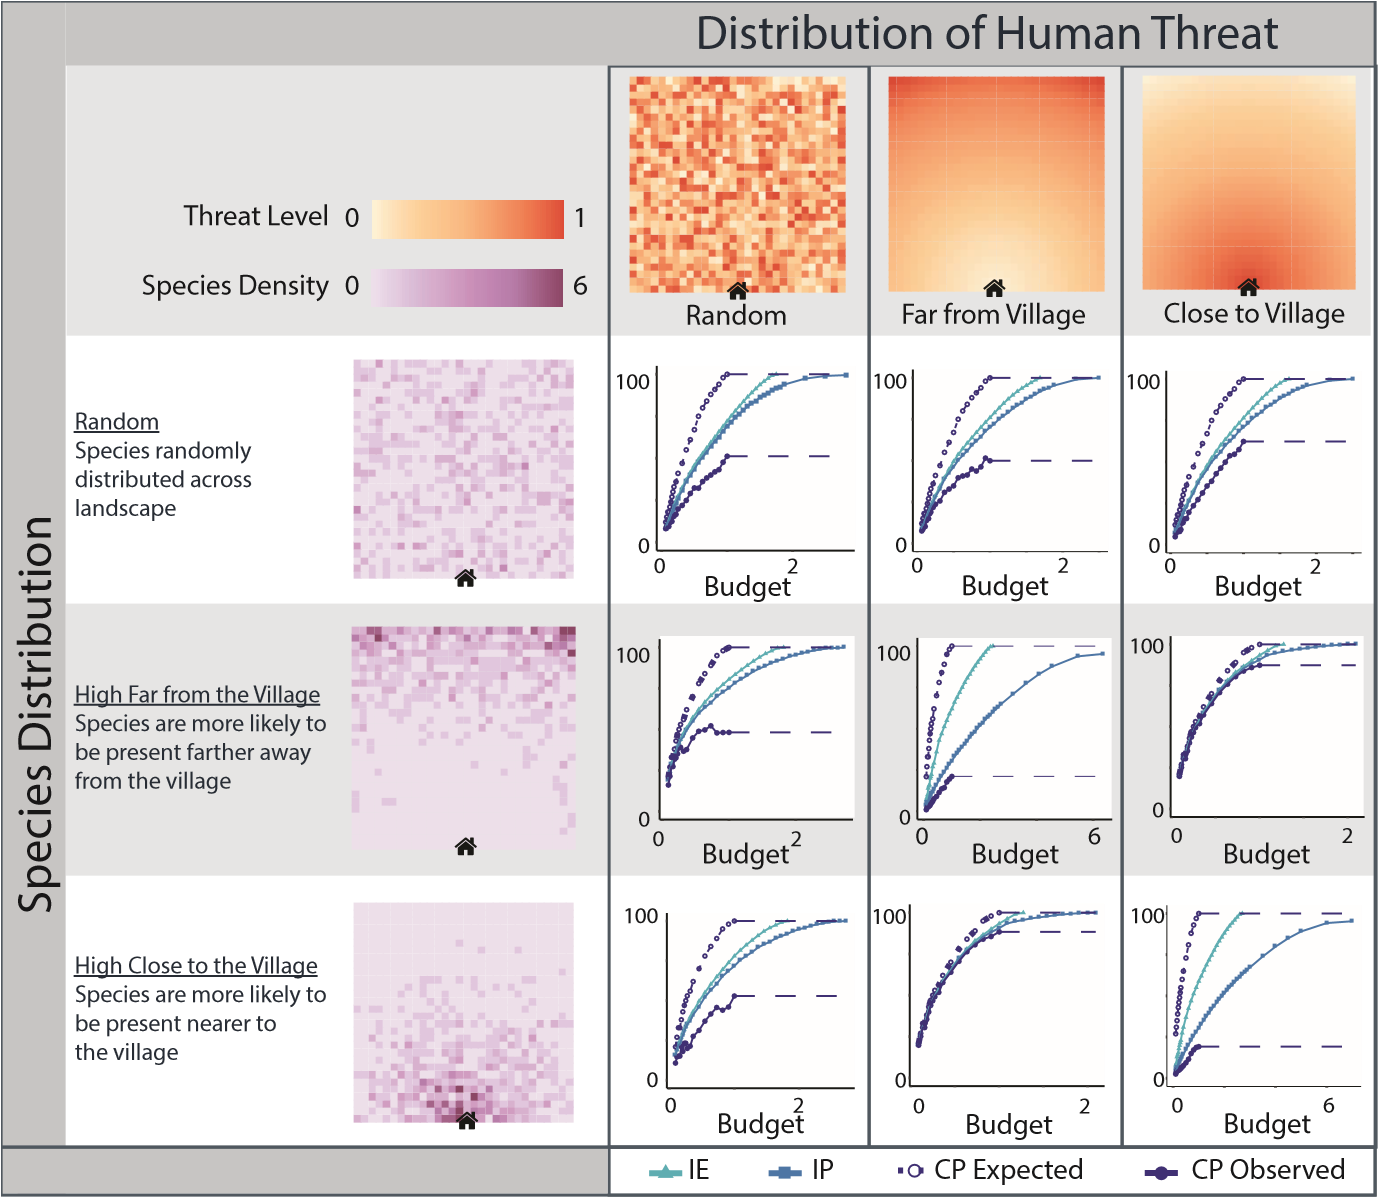 Distribution of Human Threat
Threat Level 0 1
Species Density 0 6
Random
Far from Village
Close to Village
Species Distribution
Random
Species randomly
distributed across
landscape
100
0
0 2
Budget
100
0
0 2
Budget
100
0
0 2
Budget
High Far from the Village
Species are more likely to
be present farther away
from the village
100
0
0 2
Budget
100
0
0 6
Budget
100
0
0 2
Budget
High Close to the Village
Species are more likely to
be present nearer to
the village
100
0
0 2
Budget
100
0
0 2
Budget
100
0
0 6
Budget
IE IP CP Expected CP Observed